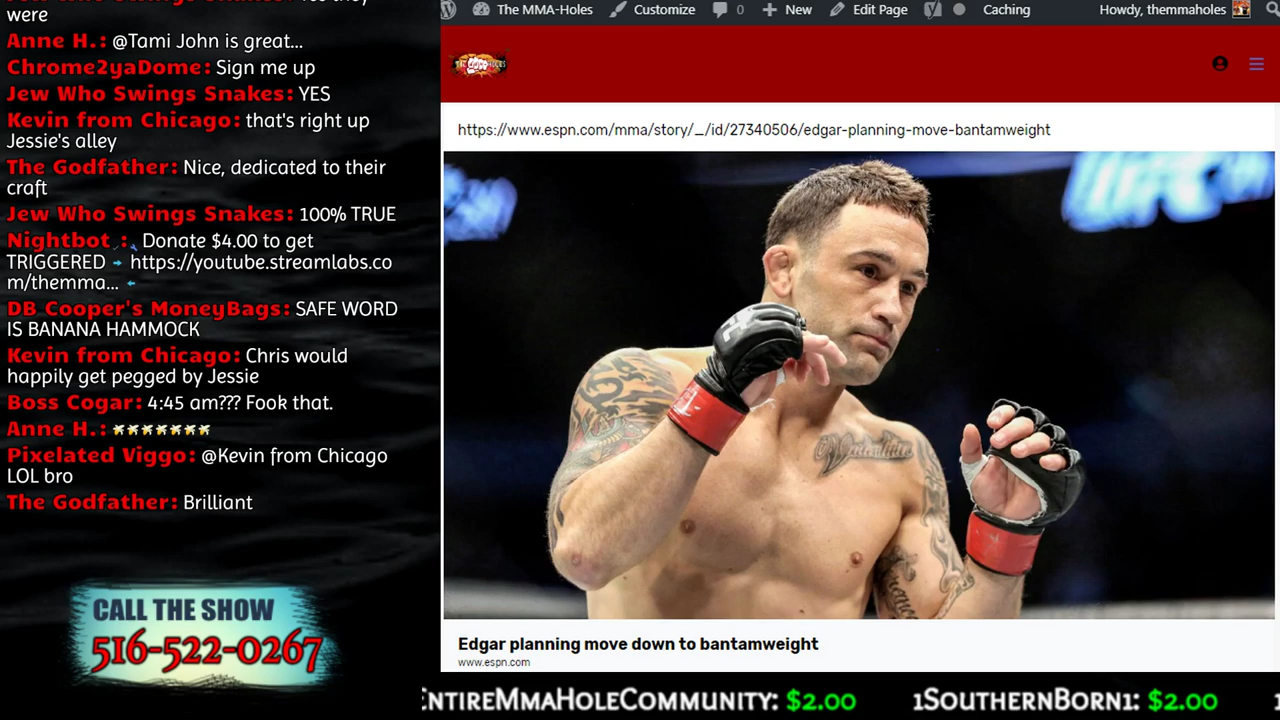 were
Anne H.: @Tami John is great...
Chrome2yaDome: Sign me up
Jew Who Swings Snakes: YES
Kevin from Chicago: that's right up
Jessie's alley
The Godfather: Nice, dedicated to their
craft
Jew Who Swings Snakes: 100% TRUE
Nightbot : Donate $4.00 to get
TRIGGERED https://youtube.streamlabs.co
m/themma...
DB Cooper's MoneyBags: SAFE WORD
IS BANANA HAMMOCK
Kevin from Chicago: Chris would
happily get pegged by Jessie
Boss Cogar: 4:45 am??? Fook that.
Anne H.:
Pixelated Viggo: @Kevin from Chicago
LOL bro
The Godfather: Brilliant
CALL THE SHOW
516-522-0267
The MMA-Holes Customize 0 New Edit Page Caching Howdy, themmaholes
https://www.espn.com/mma/story/_/id/27340506/edgar-planning-move-bantamweight
Edgar planning move down to bantamweight
www.espn.com
ENTIREMMAHOLECOMMUNITY: $2.00 1SOUTHERNBORN1: $2.00